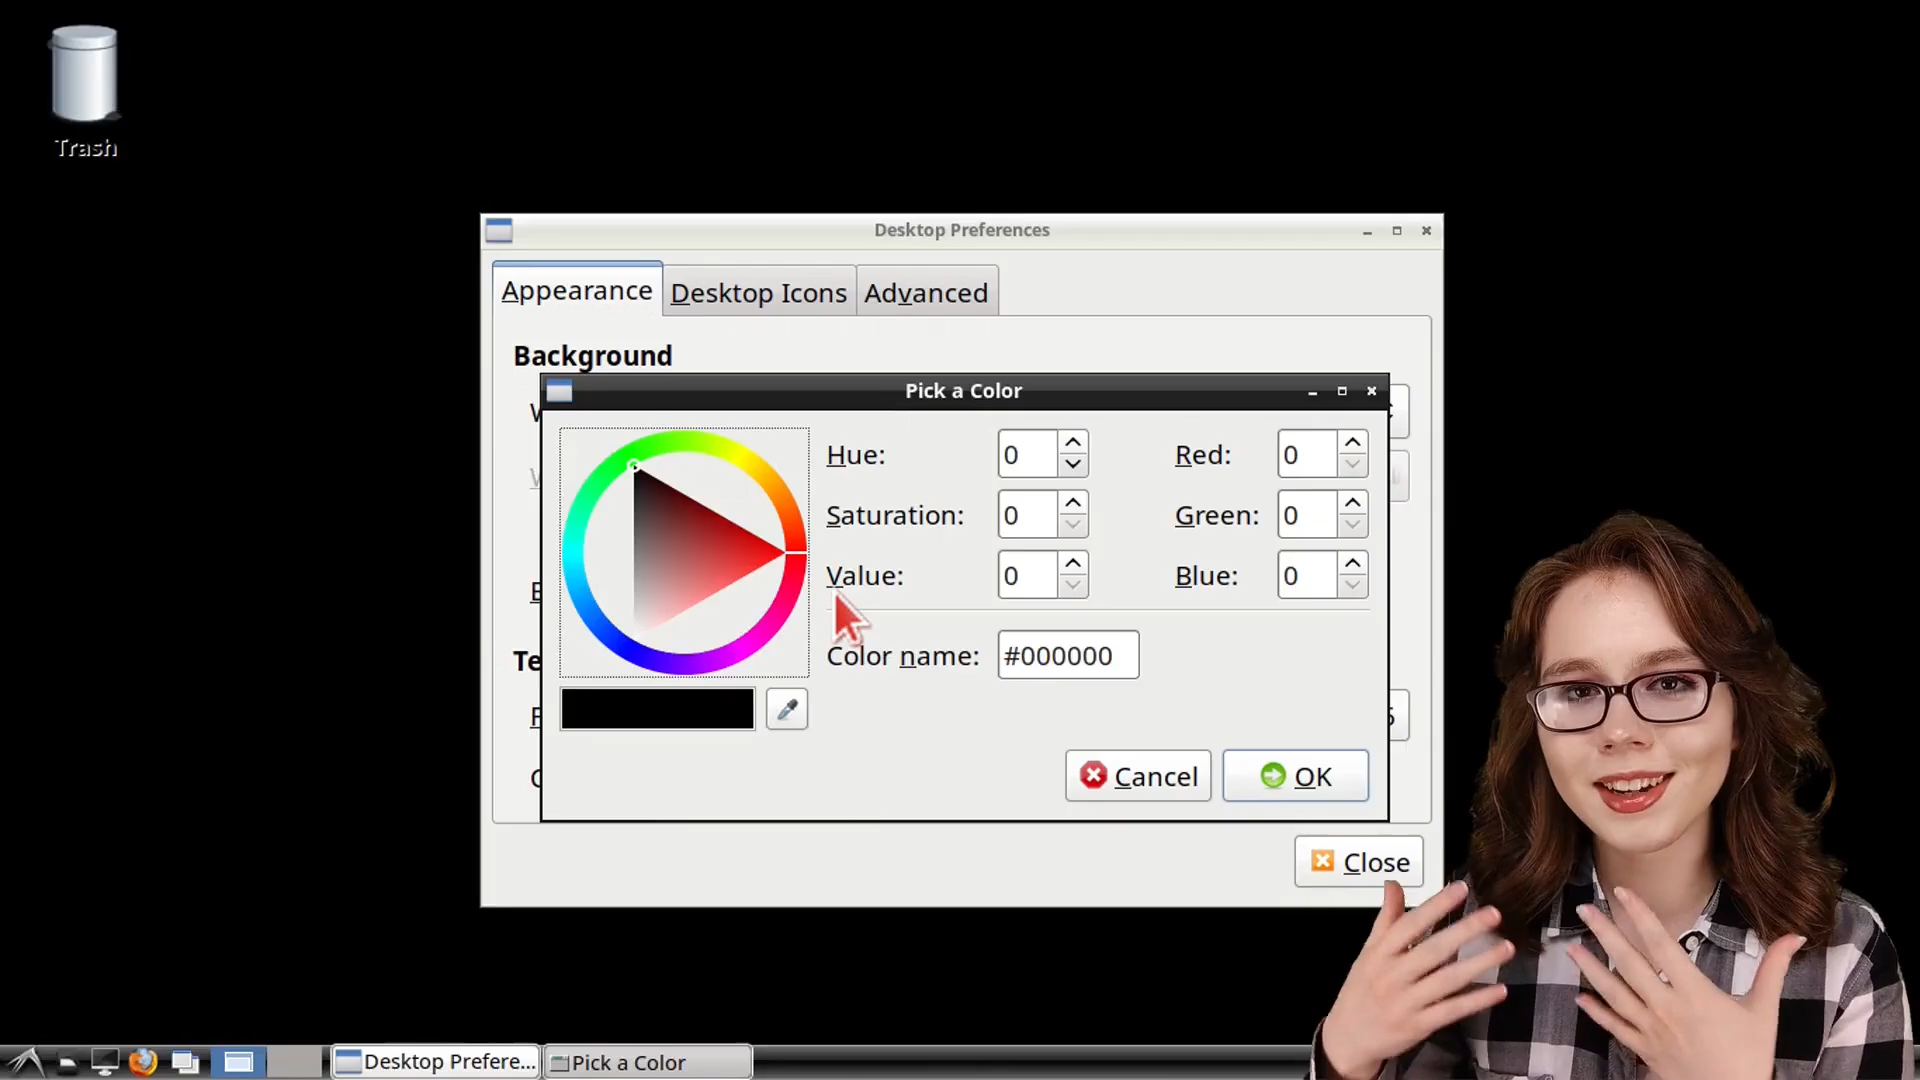 Trash
Desktop Preferences
Appearance
Desktop Icons
Advanced
Background
Pick a Color
Hue: 0
Red: 0
Saturation: 0
Green: 0
Value: 0
Blue: 0
Color name: #000000
Te
Cancel
OK
Close
Desktop Prefere...
Pick a Color